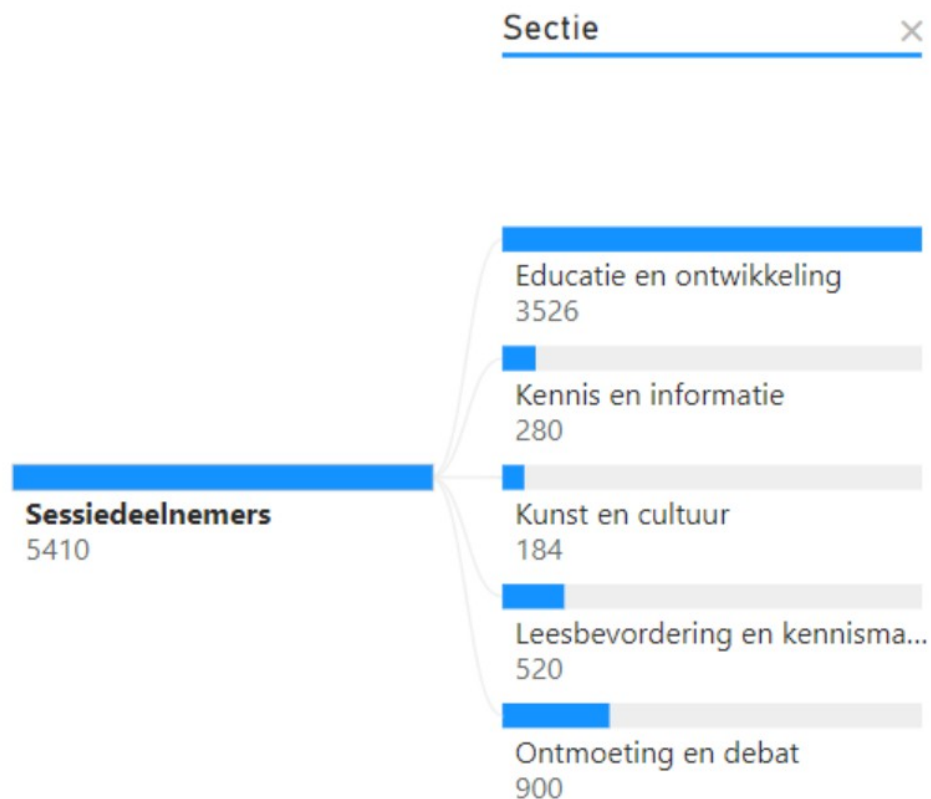 Sectie
Educatie en ontwikkeling
3526
Kennis en informatie
280
Sessiedeelnemers
5410
Kunst en cultuur
184
Leesbevordering en kennisma...
520
Ontmoeting en debat
900